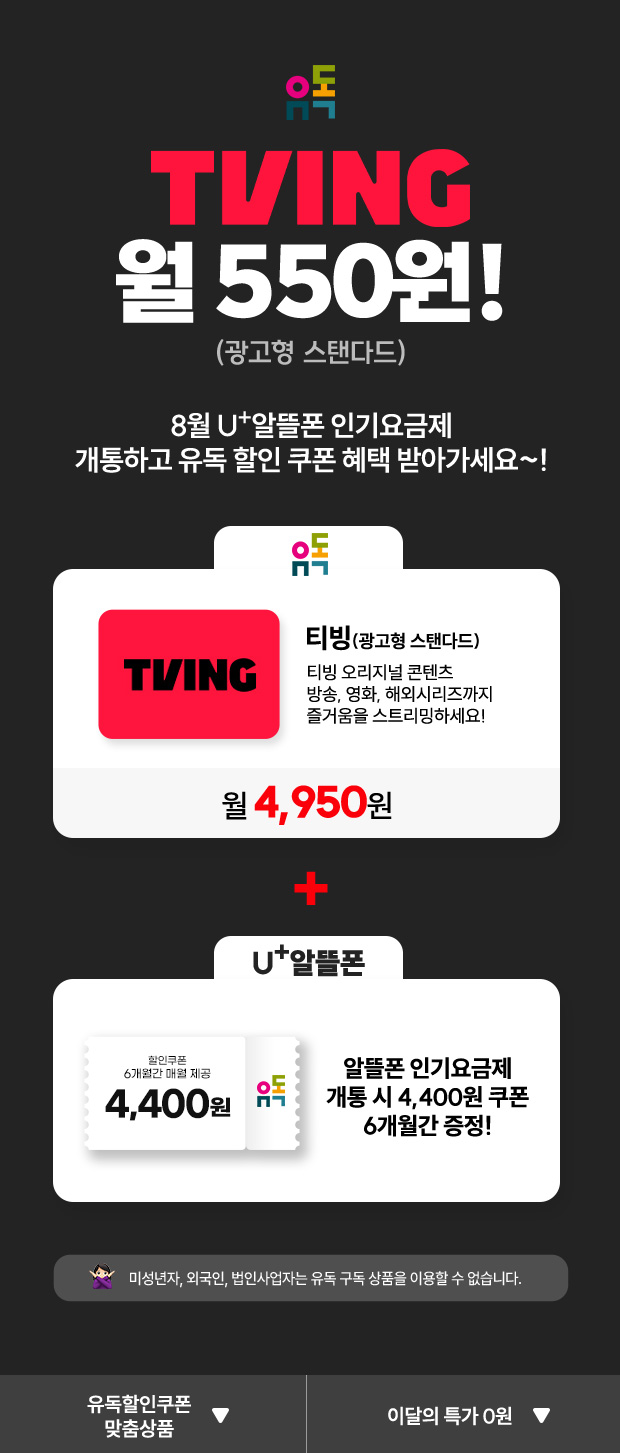 유독
TVING
월 550원!
(광고형 스탠다드)
8월 U+알뜰폰 인기요금제
개통하고 유독 할인 쿠폰 혜택 받아가세요~!
유독
TVING
티빙(광고형 스탠다드)
티빙 오리지널 콘텐츠
방송, 영화, 해외시리즈까지
즐거움을 스트리밍하세요!
월 4,950원
+
U+알뜰폰
할인쿠폰
6개월간 매월 제공
4,400원
유독
알뜰폰 인기요금제
개통 시 4,400원 쿠폰
6개월간 증정!
미성년자, 외국인, 법인사업자는 유독 구독 상품을 이용할 수 없습니다.
유독할인쿠폰
맞춤상품
이달의 특가 0원